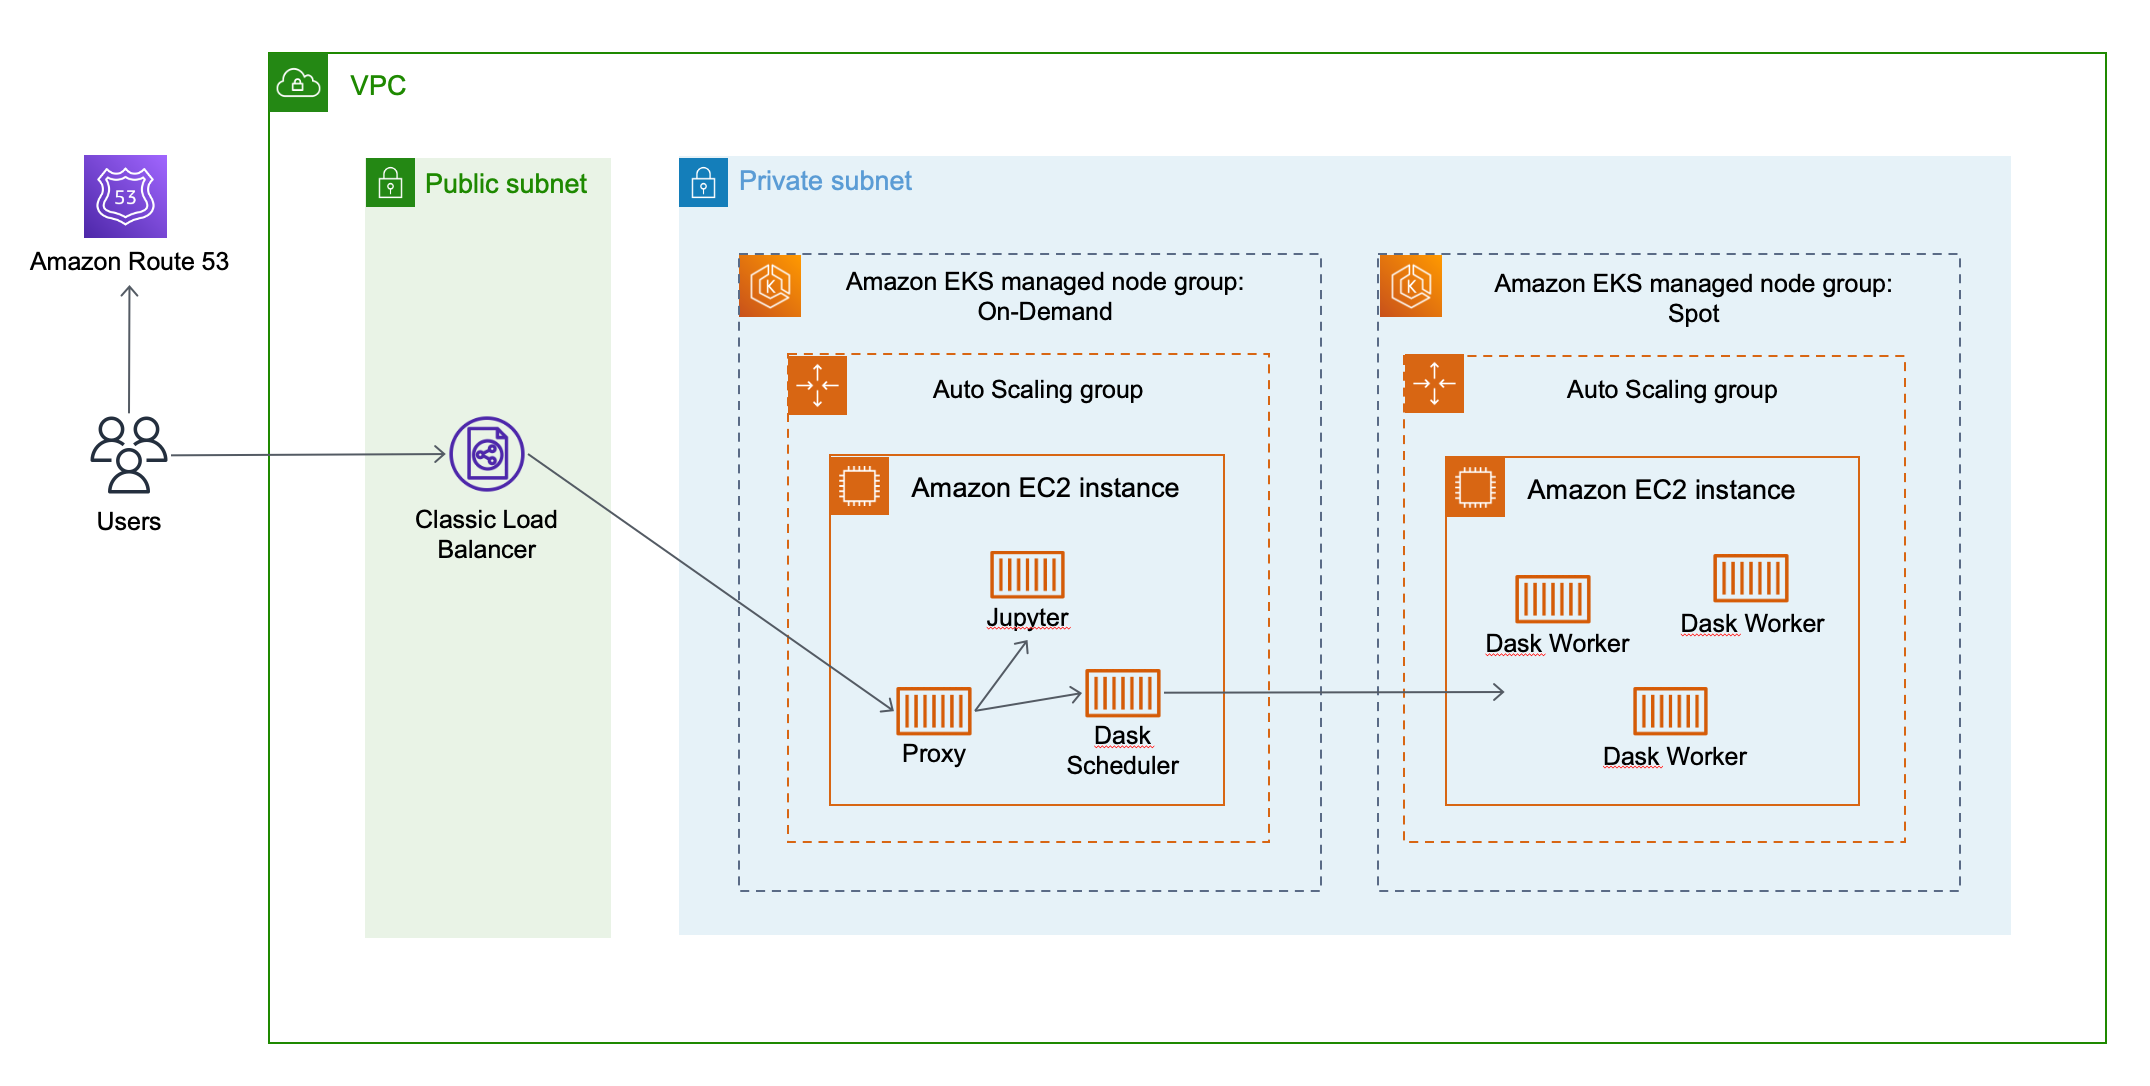 VPC
Public subnet
Private subnet
53
Amazon Route 53
Users
Classic Load
Balancer
Amazon EKS managed node group:
On-Demand
K
Auto Scaling group
Amazon EC2 instance
Jupyter
Proxy
Dask
Scheduler
Amazon EKS managed node group:
Spot
K
Auto Scaling group
Amazon EC2 instance
Dask Worker
Dask Worker
Dask Worker